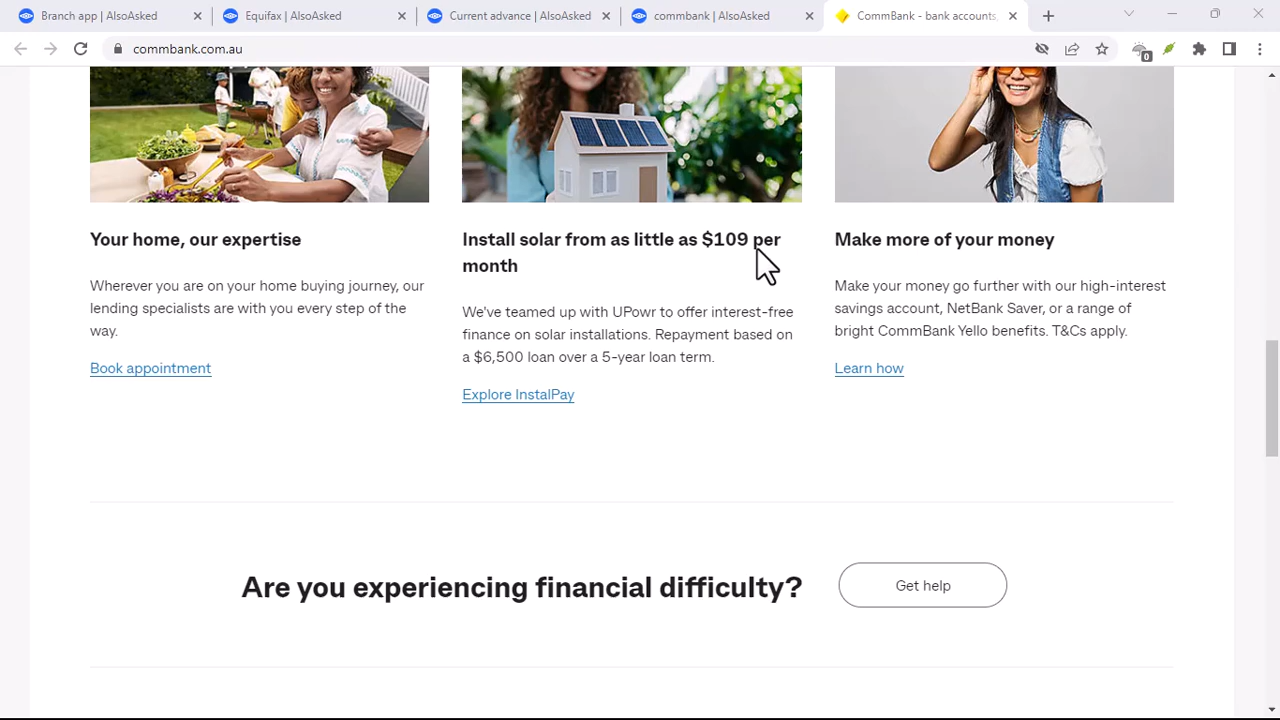 Branch app | AlsoAsked
Equifax | AlsoAsked
Current advance | AlsoAsked
commbank | AlsoAsked
CommBank - bank accounts,
commbank.com.au
0
Your home, our expertise
Wherever you are on your home buying journey, our
lending specialists are with you every step of the
way.
Book appointment
Install solar from as little as $109 per
month
We've teamed up with UPowr to offer interest-free
finance on solar installations. Repayment based on
a $6,500 loan over a 5-year loan term.
Explore InstalPay
Make more of your money
Make your money go further with our high-interest
savings account, NetBank Saver, or a range of
bright CommBank Yello benefits. T&Cs apply.
Learn how
Are you experiencing financial difficulty?
Get help